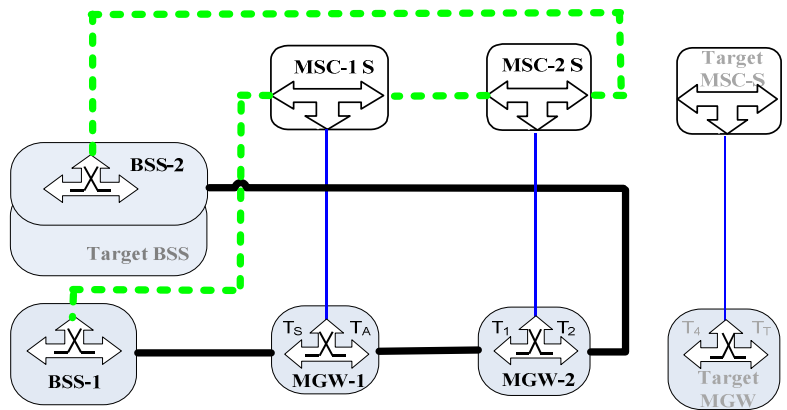 MSC-1 S
MSC-2 S
Target
MSC-S
BSS-2
Target BSS
BSS-1
TS TA
MGW-1
T1 T2
MGW-2
T4 TT
Target
MGW